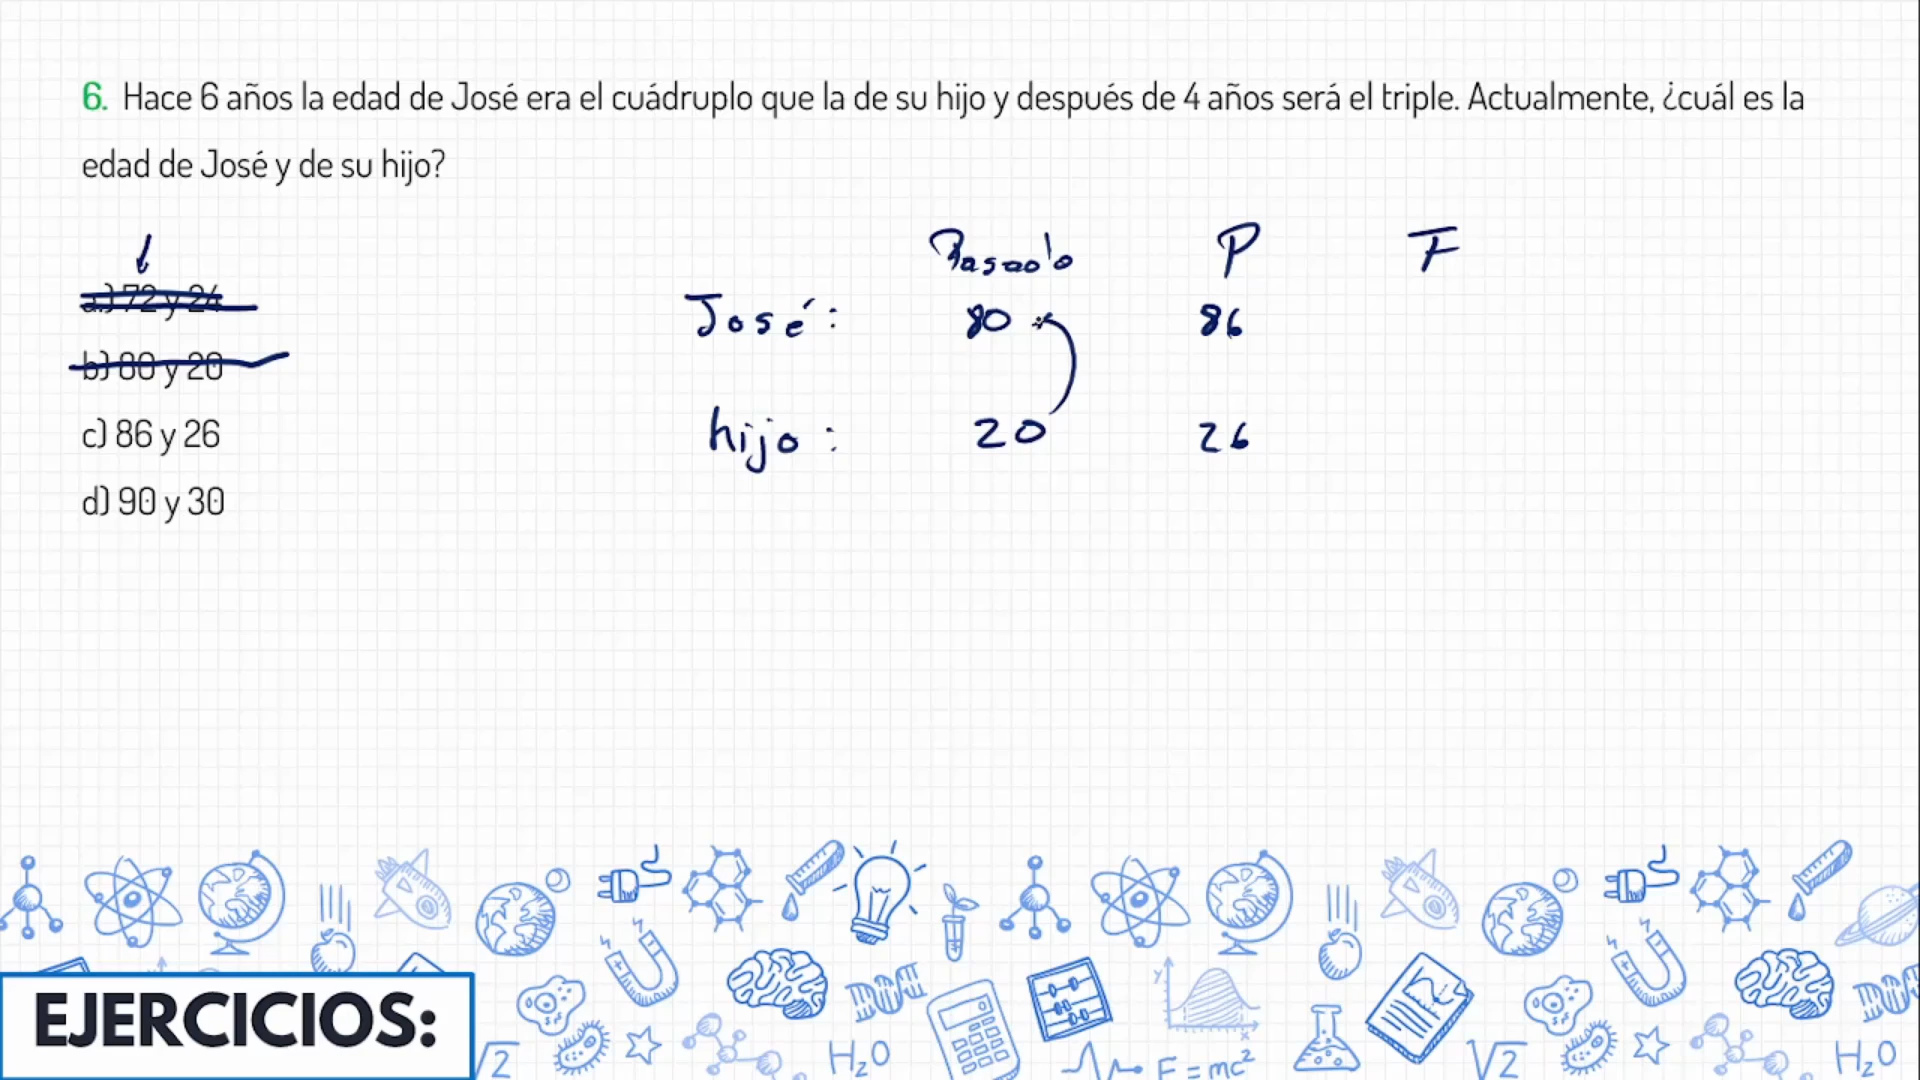 6. Hace 6 años la edad de José era el cuádruplo que la de su hijo y después de 4 años será el triple. Actualmente, ¿cuál es la
edad de José y de su hijo?
Pasado P F
a.) 72 y 24
José: 80 86
b) 80 y 20
c) 86 y 26
hijo: 20 26
d) 90 y 30
EJERCICIOS:
√2 H₂O y x F=mc² √2 H₂O